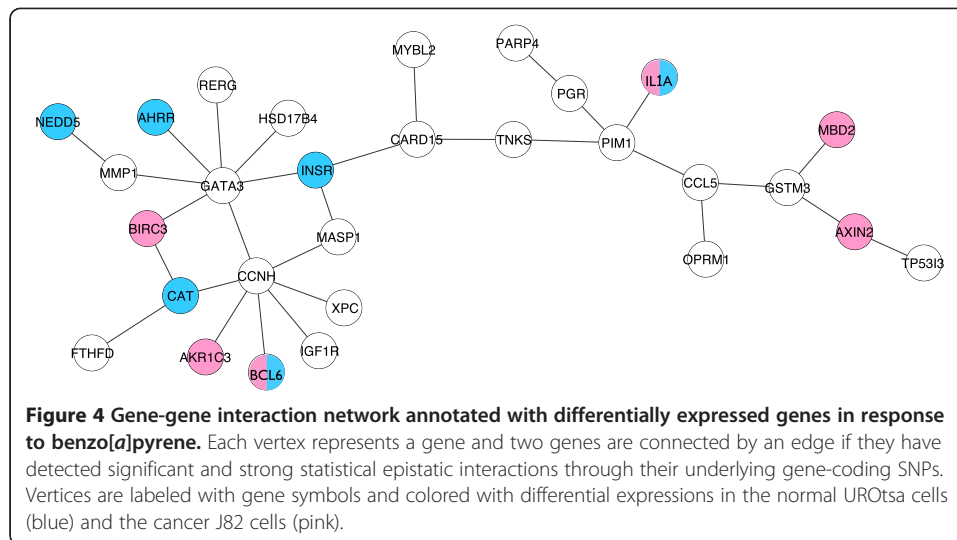 MYBL2
PARP4
IL1A
RERG
PGR
NEDD5
AHRR
HSD17B4
MBD2
CARD15
TNKS
PIM1
MMP1
GATA3
INSR
CCL5
GSTM3
BIRC3
MASP1
AXIN2
OPRM1
TP53I3
CCNH
CAT
XPC
FTHFD
AKR1C3
IGF1R
BCL6
Figure 4 Gene-gene interaction network annotated with differentially expressed genes in response
to benzo[a]pyrene. Each vertex represents a gene and two genes are connected by an edge if they have
detected significant and strong statistical epistatic interactions through their underlying gene-coding SNPs.
Vertices are labeled with gene symbols and colored with differential expressions in the normal UROtsa cells
(blue) and the cancer J82 cells (pink).